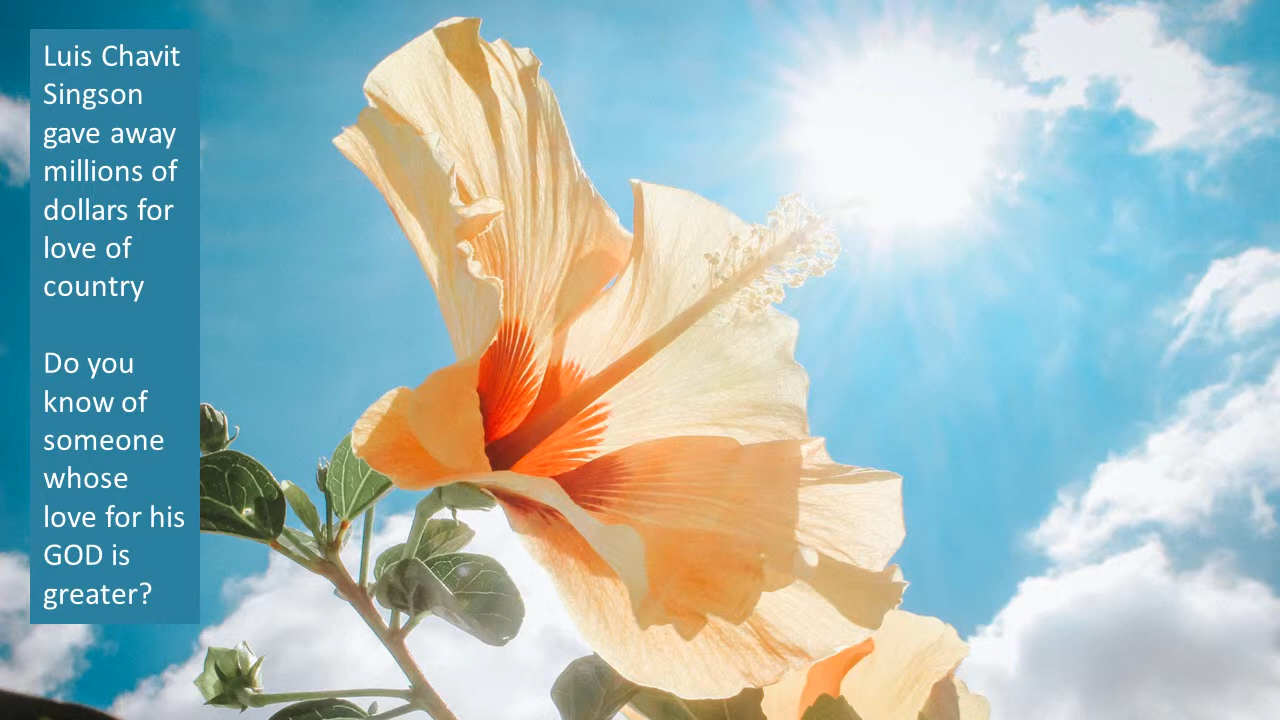 Luis Chavit
Singson
gave away
millions of
dollars for
love of
country
Do you
know of
someone
whose
love for his
GOD is
greater?